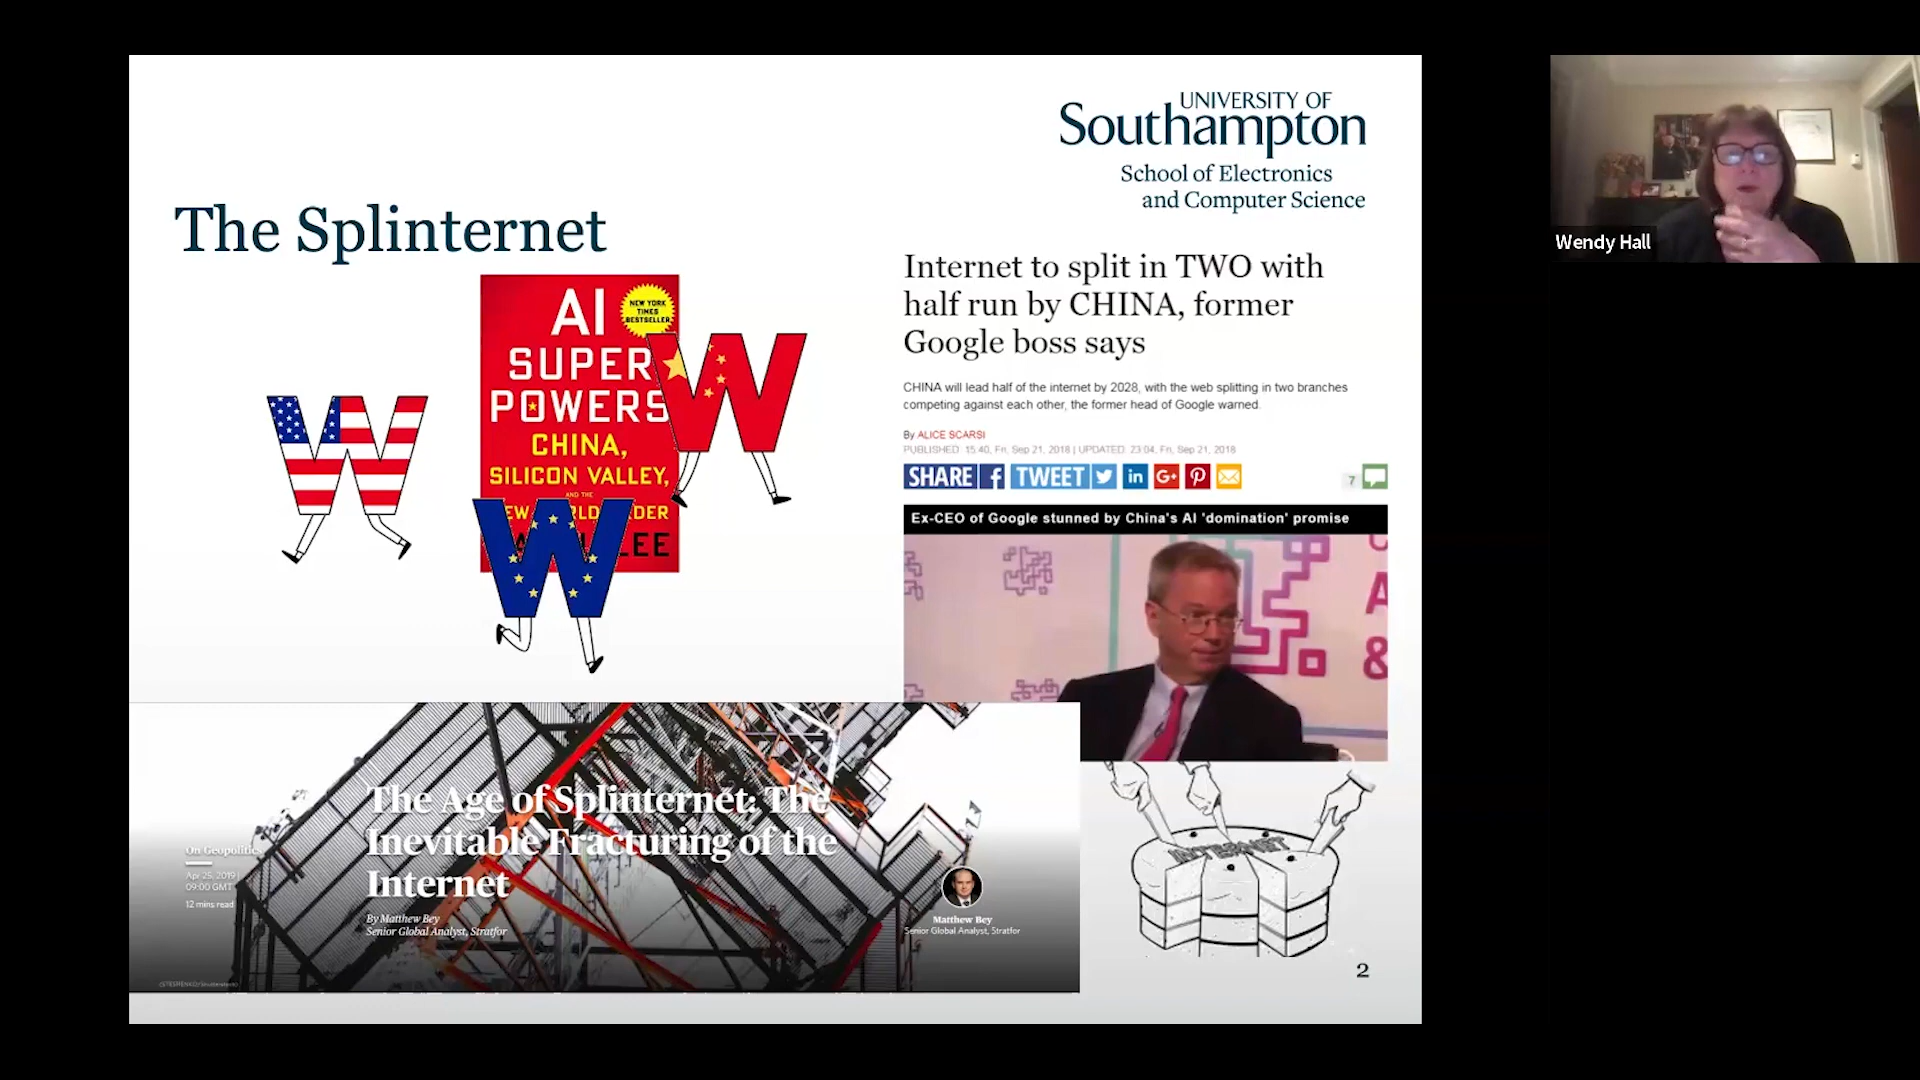 UNIVERSITY OF
Southampton
School of Electronics
and Computer Science
The Splinternet
AI
NEW YORK
TIMES
BESTSELLER
SUPER
POWERS
CHINA,
SILICON VALLEY,
AND THE
LEE
W
W
W
Internet to split in TWO with
half run by CHINA, former
Google boss says
CHINA will lead half of the internet by 2028, with the web splitting in two branches
competing against each other, the former head of Google warned.
By ALICE SCARSI
PUBLISHED: 15:40, Fri, Sep 21, 2018 | UPDATED: 23:04, Fri, Sep 21, 2018
SHARE f TWEET in G+ 7
Ex-CEO of Google stunned by China's AI 'domination' promise
A
&
The Age of Splinternet: The
Inevitable Fracturing of the
Internet
On Geopolitics
Apr 25, 2019 |
09:00 GMT
12 mins read
By Matthew Bey
Senior Global Analyst, Stratfor
Matthew Bey
Senior Global Analyst, Stratfor
INTERNET
2
Wendy Hall